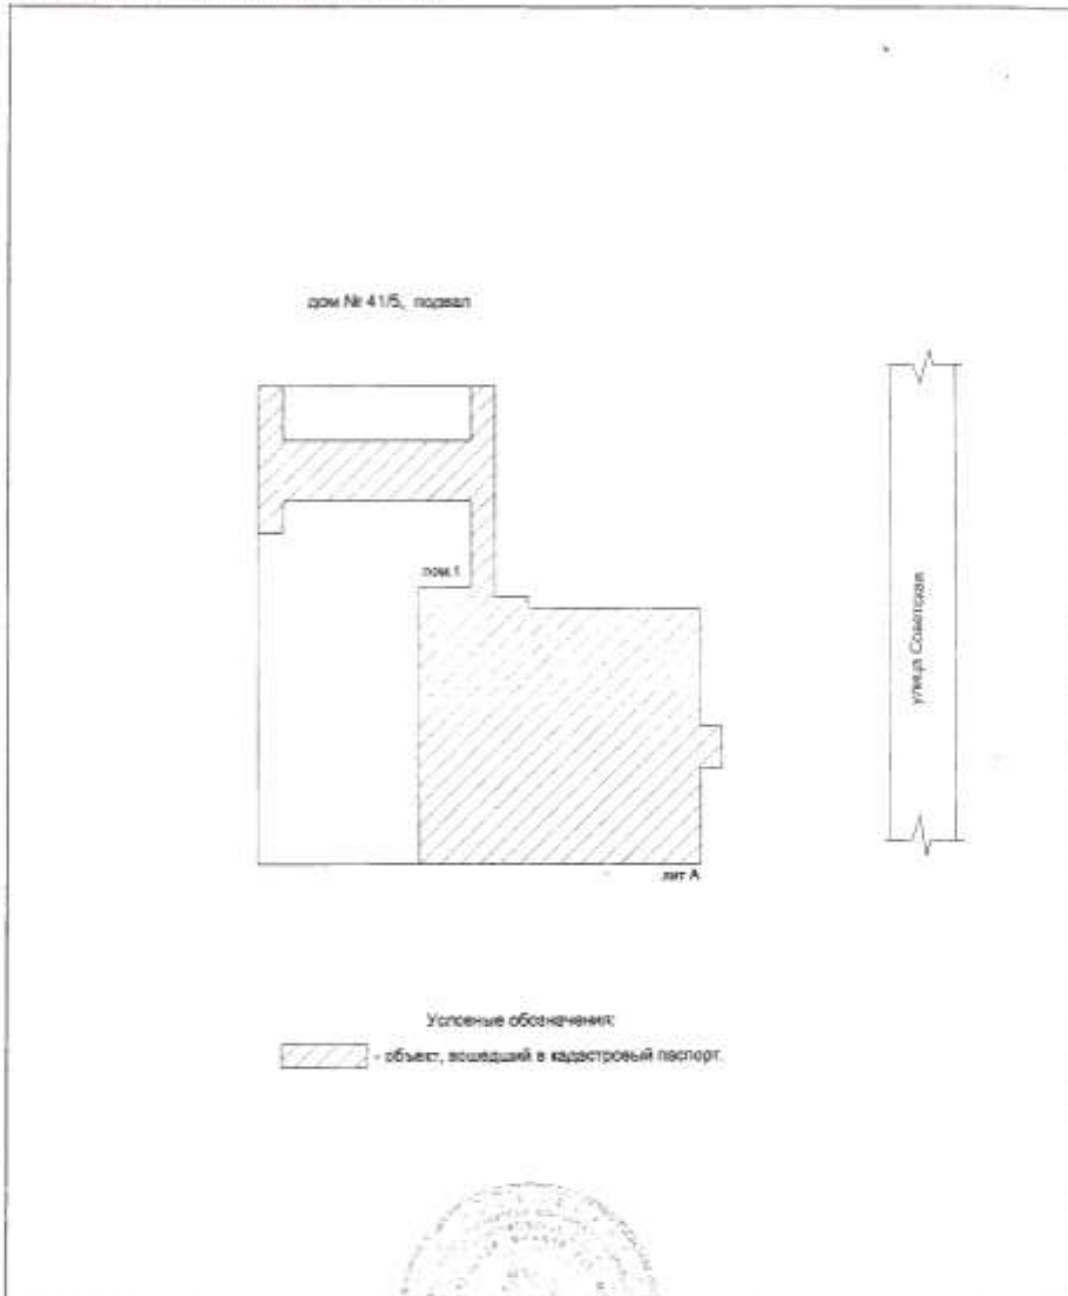 дом № 41/5, подвал
пом.1
улица Советская
лит А
Условные обозначения:
- объект, вошедший в кадастровый паспорт.